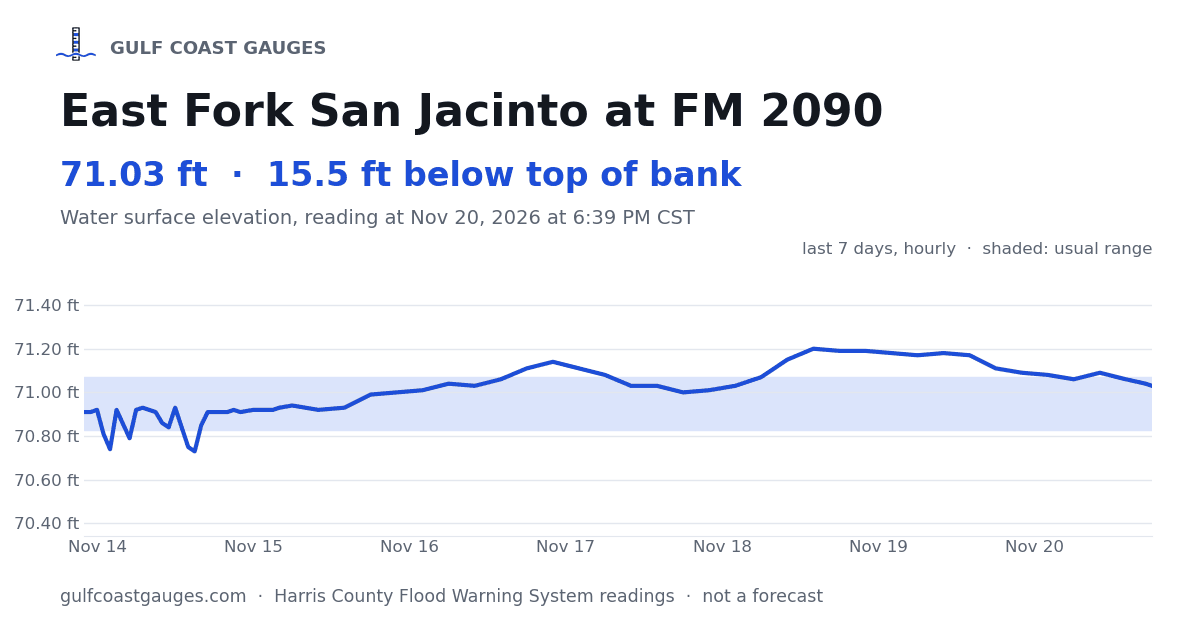 GULF COAST GAUGES
East Fork San Jacinto at FM 2090
71.03 ft · 15.5 ft below top of bank
Water surface elevation, reading at Nov 20, 2026 at 6:39 PM CST
last 7 days, hourly · shaded: usual range
71.40 ft
71.20 ft
71.00 ft
70.80 ft
70.60 ft
70.40 ft
Nov 14 Nov 15 Nov 16 Nov 17 Nov 18 Nov 19 Nov 20
gulfcoastgauges.com · Harris County Flood Warning System readings · not a forecast